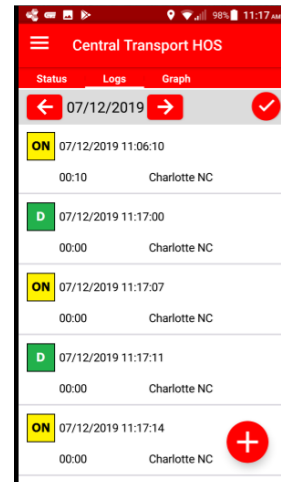 98% 11:17 AM
Central Transport HOS
Status Logs Graph
07/12/2019
ON 07/12/2019 11:06:10
00:10 Charlotte NC
D 07/12/2019 11:17:00
00:00 Charlotte NC
ON 07/12/2019 11:17:07
00:00 Charlotte NC
D 07/12/2019 11:17:11
00:00 Charlotte NC
ON 07/12/2019 11:17:14
00:00 Charlotte NC